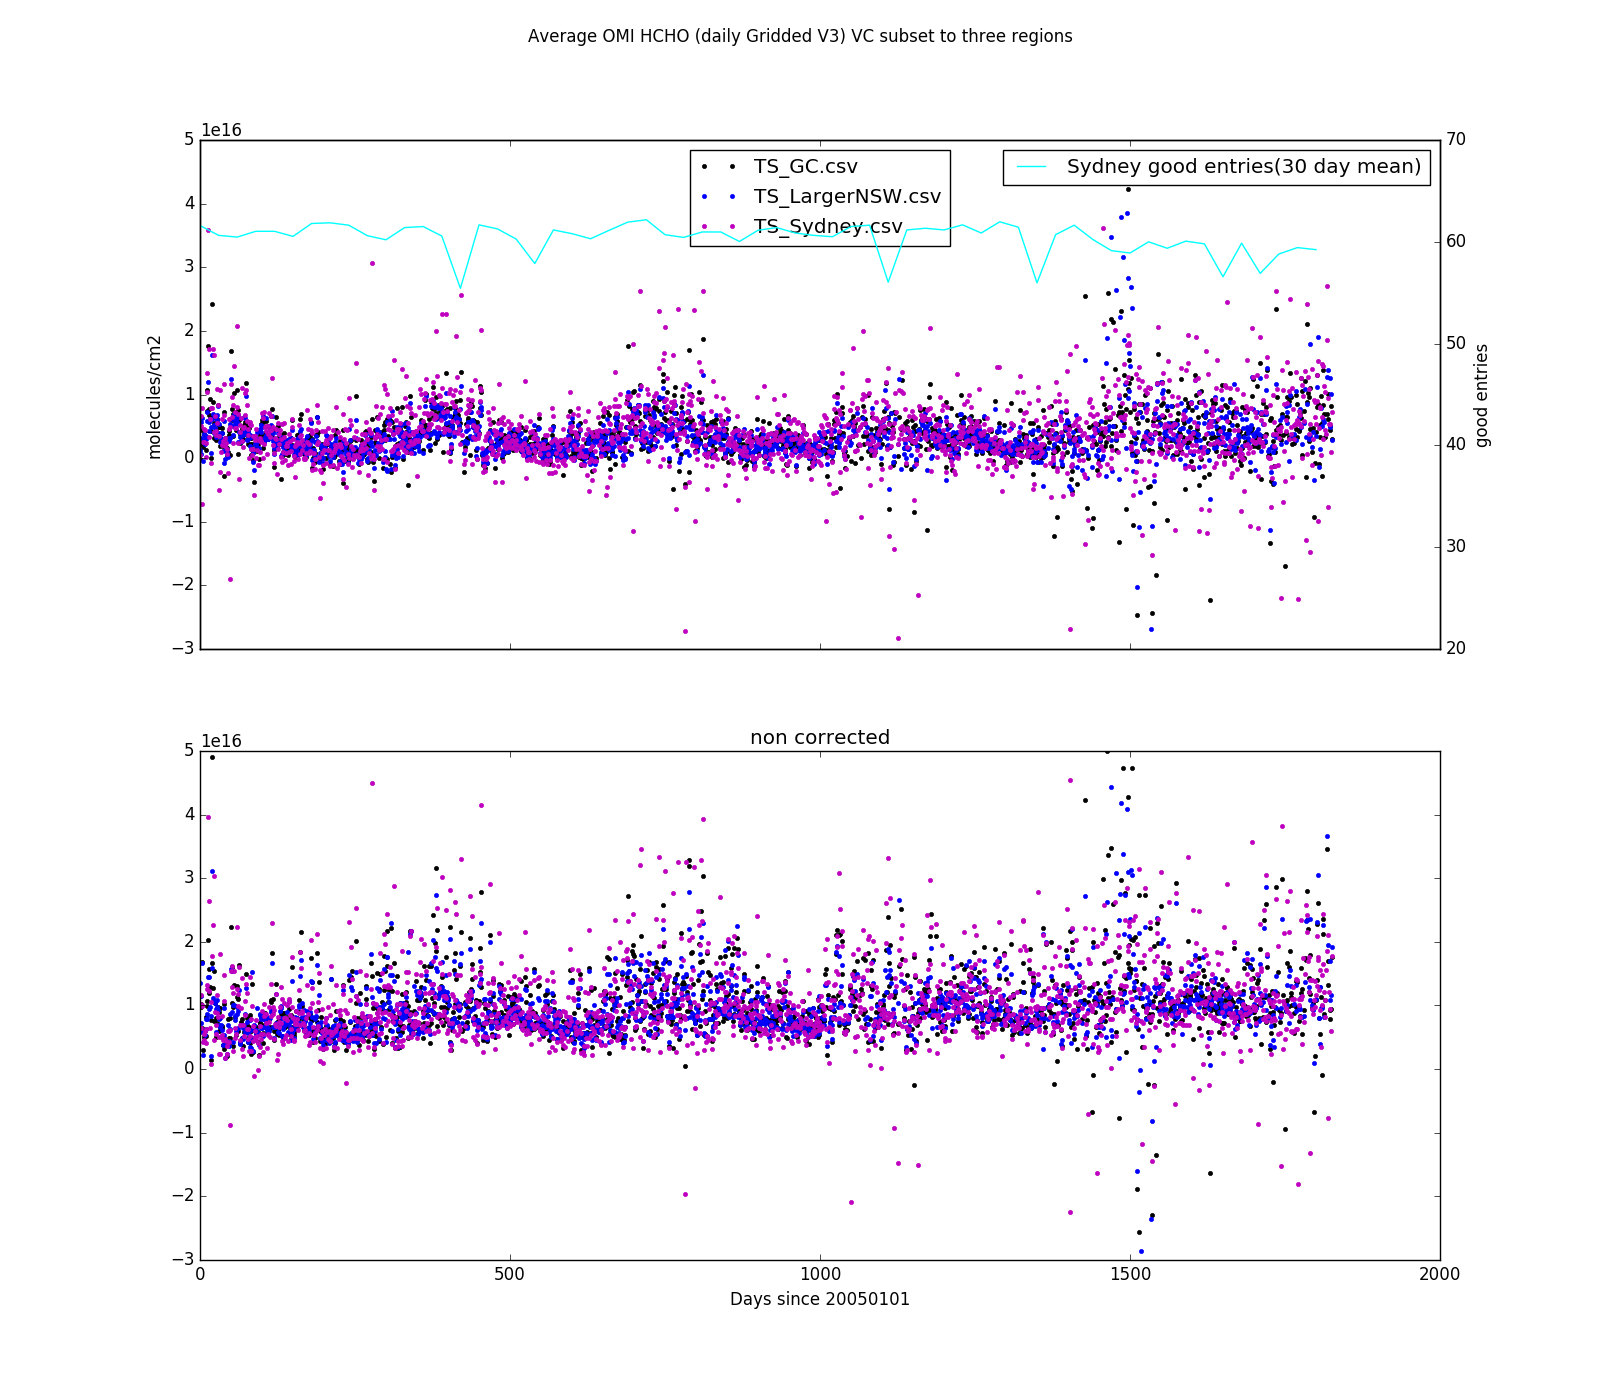 Average OMI HCHO (daily Gridded V3) VC subset to three regions
1e16
5
4
3
2
1
0
−1
−2
−3
molecules/cm2
TS_GC.csv
TS_LargerNSW.csv
TS_Sydney.csv
Sydney good entries(30 day mean)
70
60
50
40
30
20
good entries
non corrected
1e16
5
4
3
2
1
0
−1
−2
−3
0 500 1000 1500 2000
Days since 20050101